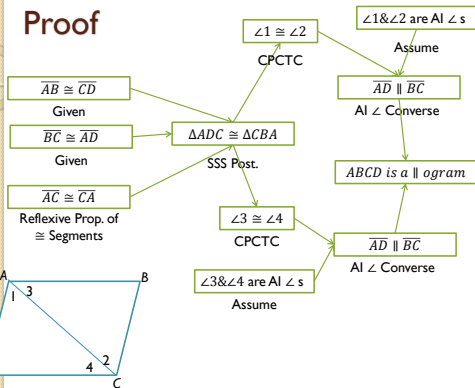 Proof
∠1&∠2 are AI ∠ s
Assume
∠1 ≅ ∠2
CPCTC
AB ≅ CD
Given
AD ∥ BC
AI ∠ Converse
BC ≅ AD
Given
ΔADC ≅ ΔCBA
SSS Post.
ABCD is a ∥ ogram
AC ≅ CA
Reflexive Prop. of
≅ Segments
∠3 ≅ ∠4
CPCTC
AD ∥ BC
AI ∠ Converse
∠3&∠4 are AI ∠ s
Assume
A
B
1
3
2
4
C